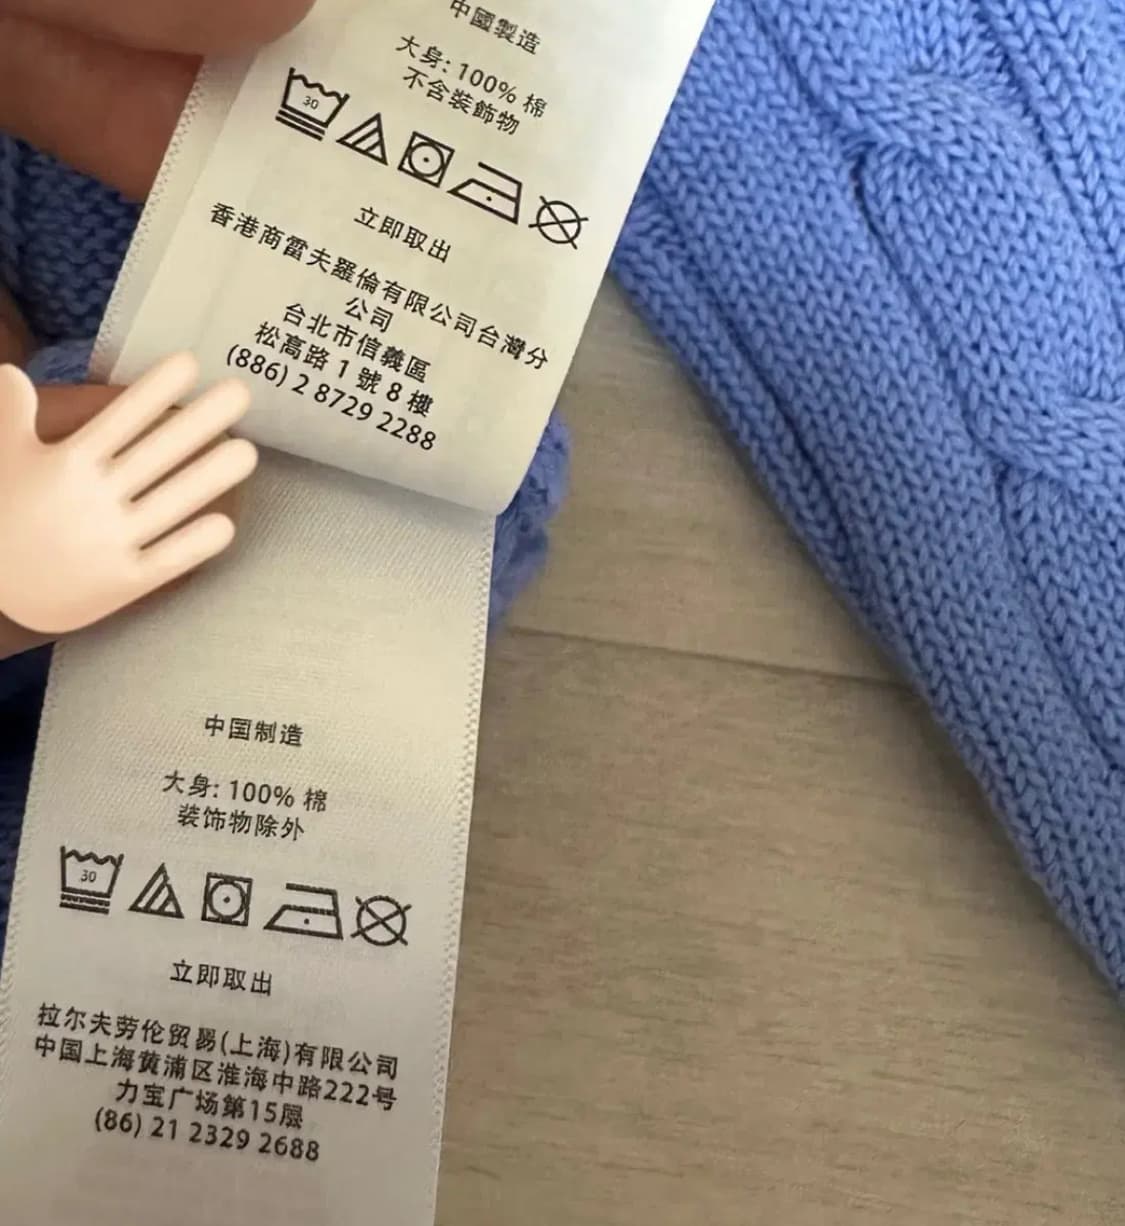 中國製造
大身: 100% 棉
不含裝飾物
30
立即取出
香港商雷夫羅倫有限公司台灣分
公司
台北市信義區
松高路 1 號 8 樓
(886) 2 8729 2288
中国制造
大身: 100% 棉
装饰物除外
30
立即取出
拉尔夫劳伦贸易(上海)有限公司
中国上海黄浦区淮海中路222号
力宝广场第15层
(86) 21 2329 2688